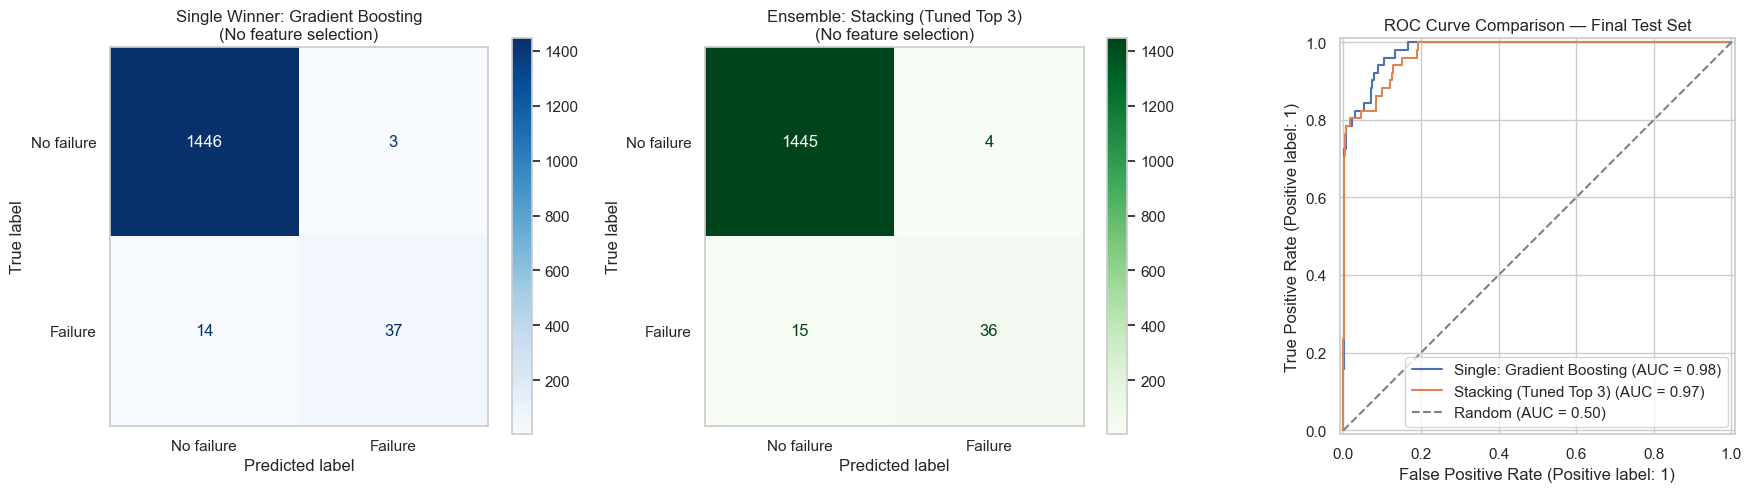 Single Winner: Gradient Boosting
(No feature selection)
True label
No failure
Failure
1446
3
14
37
No failure
Failure
Predicted label
1400
1200
1000
800
600
400
200
Ensemble: Stacking (Tuned Top 3)
(No feature selection)
True label
No failure
Failure
1445
4
15
36
No failure
Failure
Predicted label
1400
1200
1000
800
600
400
200
ROC Curve Comparison — Final Test Set
True Positive Rate (Positive label: 1)
1.0
0.8
0.6
0.4
0.2
0.0
Single: Gradient Boosting (AUC = 0.98)
Stacking (Tuned Top 3) (AUC = 0.97)
Random (AUC = 0.50)
0.0
0.2
0.4
0.6
0.8
1.0
False Positive Rate (Positive label: 1)